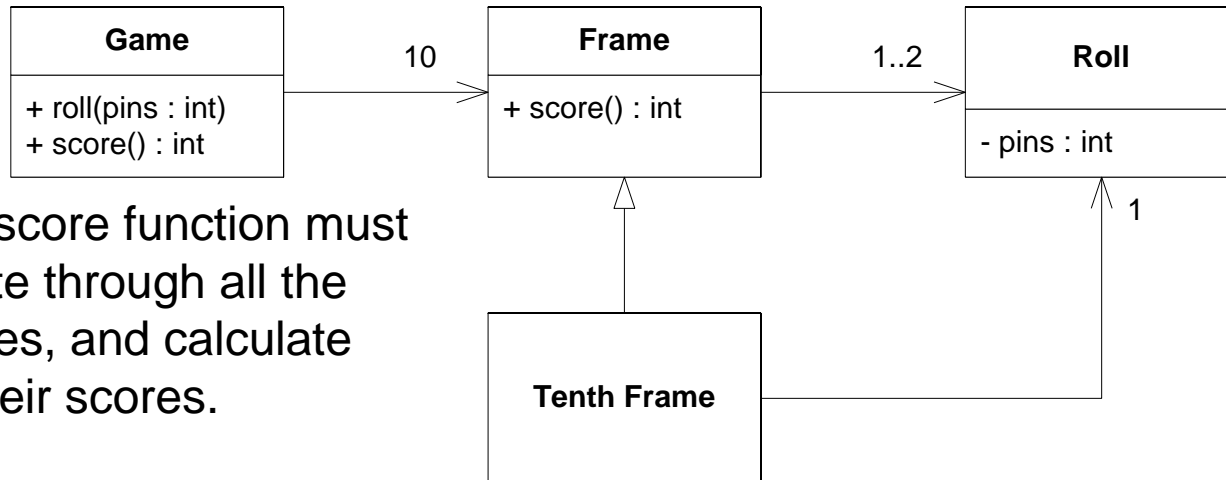 Game
+ roll(pins : int)
+ score() : int
10
Frame
+ score() : int
1..2
Roll
- pins : int
1
score function must
te through all the
es, and calculate
eir scores.
Tenth Frame